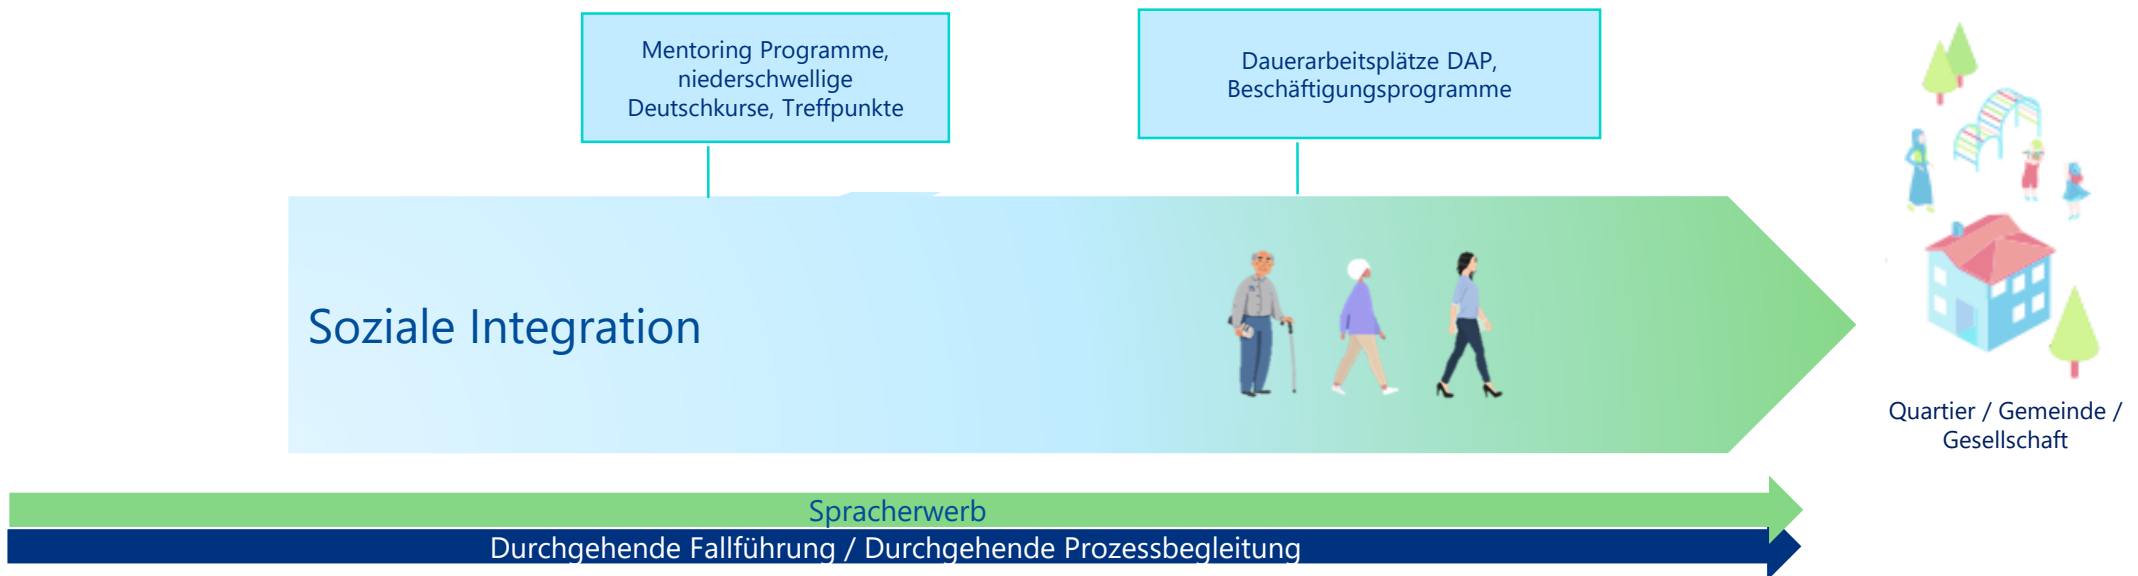 Mentoring Programme,
niederschwellige
Deutschkurse, Treffpunkte
Dauerarbeitsplätze DAP,
Beschäftigungsprogramme
Soziale Integration
Quartier / Gemeinde /
Gesellschaft
Spracherwerb
Durchgehende Fallführung / Durchgehende Prozessbegleitung